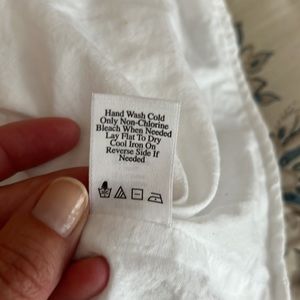 Hand Wash Cold
Only Non-Chlorine
Bleach When Needed
Lay Flat To Dry
Cool Iron On
Reverse Side If
Needed